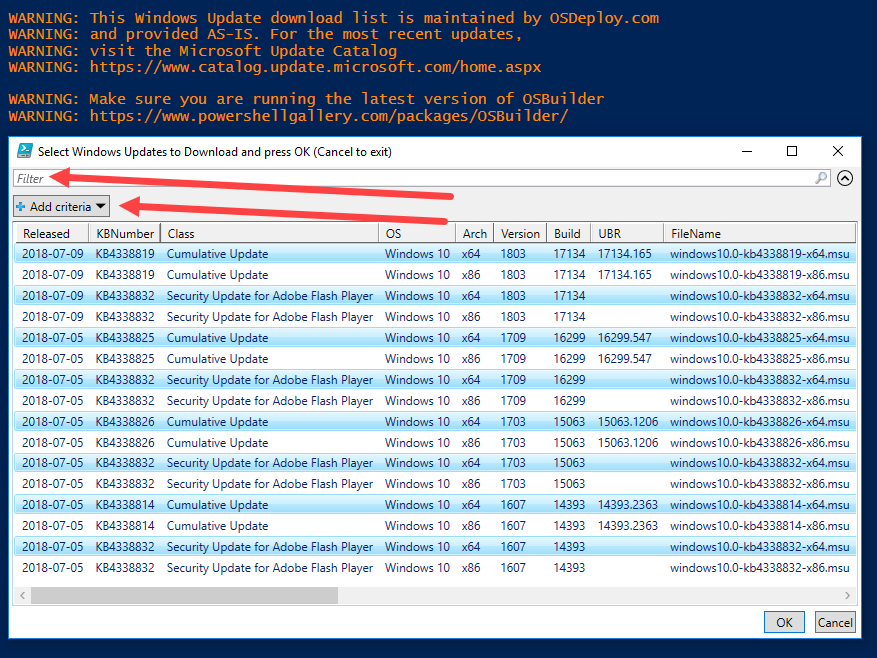 WARNING: This Windows Update download list is maintained by OSDeploy.com
WARNING: and provided AS-IS. For the most recent updates,
WARNING: visit the Microsoft Update Catalog
WARNING: https://www.catalog.update.microsoft.com/home.aspx
WARNING: Make sure you are running the latest version of OSBuilder
WARNING: https://www.powershellgallery.com/packages/OSBuilder/
Select Windows Updates to Download and press OK (Cancel to exit)
Filter
Add criteria
Released KBNumber Class OS Arch Version Build UBR FileName
2018-07-09 KB4338819 Cumulative Update Windows 10 x64 1803 17134 17134.165 windows10.0-kb4338819-x64.msu
2018-07-09 KB4338819 Cumulative Update Windows 10 x86 1803 17134 17134.165 windows10.0-kb4338819-x86.msu
2018-07-09 KB4338832 Security Update for Adobe Flash Player Windows 10 x64 1803 17134 windows10.0-kb4338832-x64.msu
2018-07-09 KB4338832 Security Update for Adobe Flash Player Windows 10 x86 1803 17134 windows10.0-kb4338832-x86.msu
2018-07-05 KB4338825 Cumulative Update Windows 10 x64 1709 16299 16299.547 windows10.0-kb4338825-x64.msu
2018-07-05 KB4338825 Cumulative Update Windows 10 x86 1709 16299 16299.547 windows10.0-kb4338825-x86.msu
2018-07-05 KB4338832 Security Update for Adobe Flash Player Windows 10 x64 1709 16299 windows10.0-kb4338832-x64.msu
2018-07-05 KB4338832 Security Update for Adobe Flash Player Windows 10 x86 1709 16299 windows10.0-kb4338832-x86.msu
2018-07-05 KB4338826 Cumulative Update Windows 10 x64 1703 15063 15063.1206 windows10.0-kb4338826-x64.msu
2018-07-05 KB4338826 Cumulative Update Windows 10 x86 1703 15063 15063.1206 windows10.0-kb4338826-x86.msu
2018-07-05 KB4338832 Security Update for Adobe Flash Player Windows 10 x64 1703 15063 windows10.0-kb4338832-x64.msu
2018-07-05 KB4338832 Security Update for Adobe Flash Player Windows 10 x86 1703 15063 windows10.0-kb4338832-x86.msu
2018-07-05 KB4338814 Cumulative Update Windows 10 x64 1607 14393 14393.2363 windows10.0-kb4338814-x64.msu
2018-07-05 KB4338814 Cumulative Update Windows 10 x86 1607 14393 14393.2363 windows10.0-kb4338814-x86.msu
2018-07-05 KB4338832 Security Update for Adobe Flash Player Windows 10 x64 1607 14393 windows10.0-kb4338832-x64.msu
2018-07-05 KB4338832 Security Update for Adobe Flash Player Windows 10 x86 1607 14393 windows10.0-kb4338832-x86.msu
OK Cancel